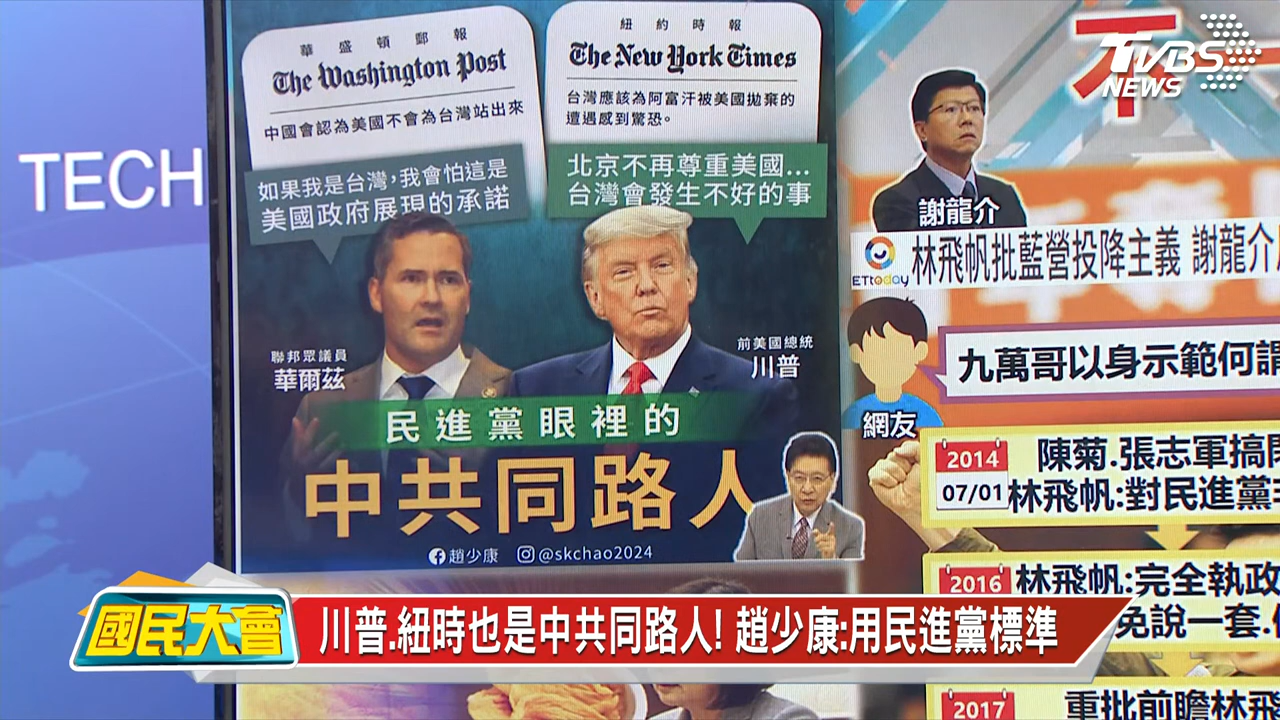 TECH
華盛頓郵報
The Washington Post
中國會認為美國不會為台灣站出來
如果我是台灣,我會怕這是
美國政府展現的承諾
紐約時報
The New York Times
台灣應該為阿富汗被美國拋棄的
遭遇感到驚恐。
北京不再尊重美國...
台灣會發生不好的事
聯邦眾議員
華爾茲
前美國總統
川普
民進黨眼裡的
中共同路人
趙少康
@skchao2024
不一
TVBS
NEWS
謝龍介
ETtoday
林飛帆批藍營投降主義 謝龍介
九萬哥以身示範何謂
網友
2014
07/01
陳菊.張志軍搞
林飛帆:對民進黨
2016
林飛帆:完全執政
免說一套.
2017
重批前瞻林飛
國民大會
川普.紐時也是中共同路人! 趙少康:用民進黨標準